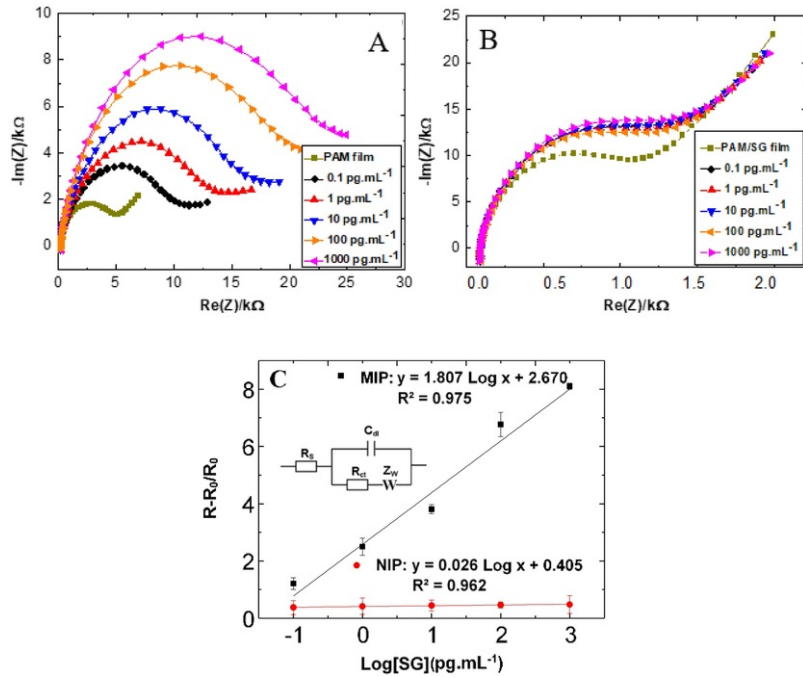 A
-Im(Z)/kΩ
10
8
6
4
2
0
0 5 10 15 20 25 30
Re(Z)/kΩ
PAM film
0.1 pg.mL⁻¹
1 pg.mL⁻¹
10 pg.mL⁻¹
100 pg.mL⁻¹
1000 pg.mL⁻¹
B
-Im(Z)/kΩ
25
20
15
10
5
0
0.0 0.5 1.0 1.5 2.0
Re(Z)/kΩ
PAM/SG film
0.1 pg.mL⁻¹
1 pg.mL⁻¹
10 pg.mL⁻¹
100 pg.mL⁻¹
1000 pg.mL⁻¹
C
MIP: y = 1.807 Log x + 2.670
R² = 0.975
R-R₀/R₀
8
6
4
2
0
Cdl
Rs
Rct
Zw
W
NIP: y = 0.026 Log x + 0.405
R² = 0.962
-1 0 1 2 3
Log[SG](pg.mL⁻¹)